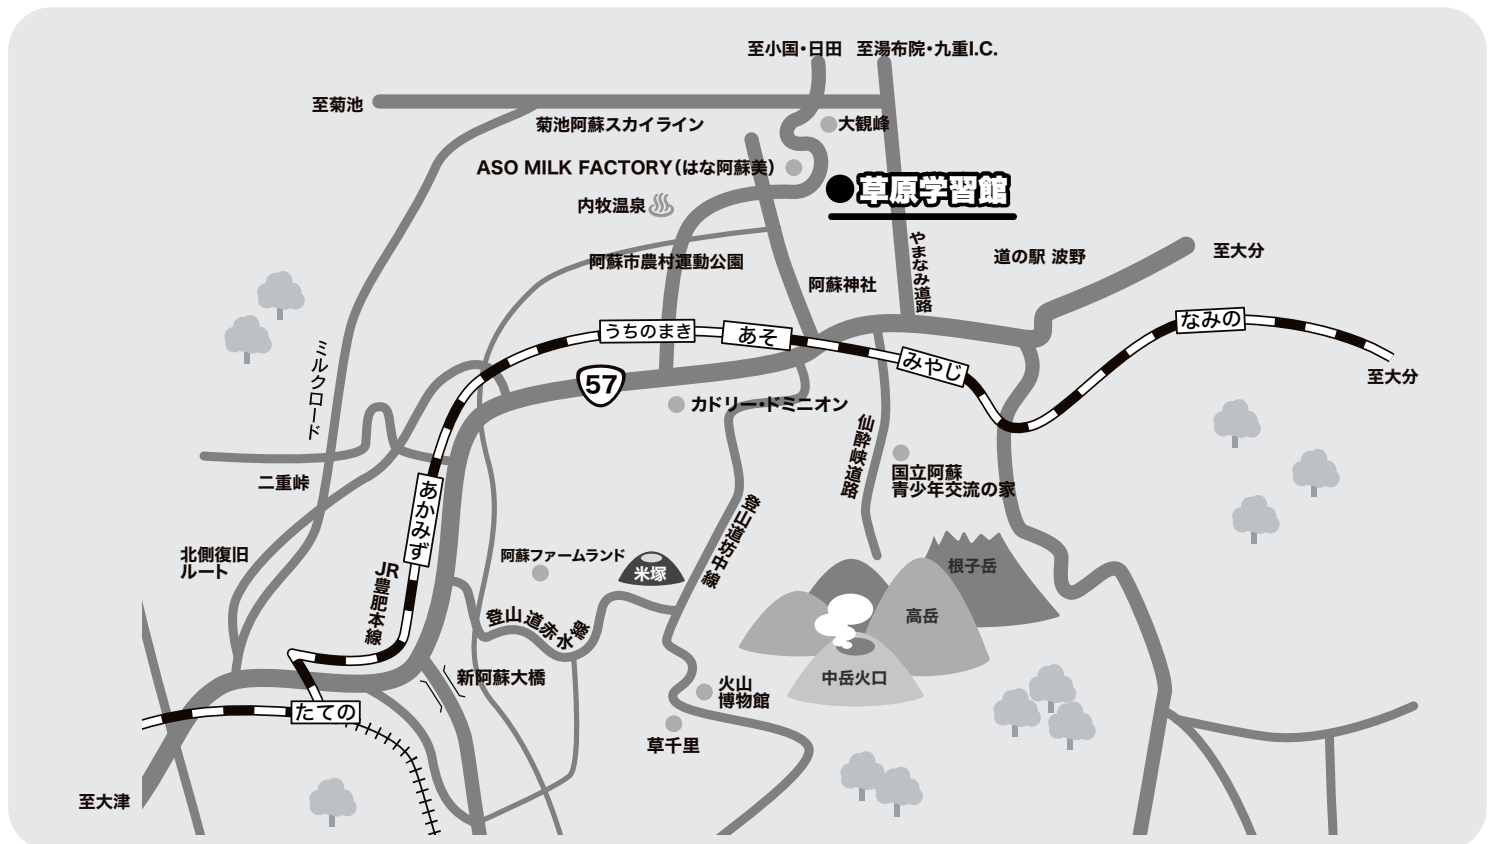 至小国・日田
至湯布院・九重I.C.
至菊池
菊池阿蘇スカイライン
大観峰
ASO MILK FACTORY(はな阿蘇美)
草原学習館
内牧温泉
やまなみ道路
道の駅 波野
至大分
阿蘇市農村運動公園
阿蘇神社
うちのまき
あそ
みやじ
なみの
至大分
ミルクロード
57
カドリー・ドミニオン
仙酔峡道路
国立阿蘇
青少年交流の家
二重峠
あかみず
登山道坊中線
北側復旧
ルート
JR豊肥本線
阿蘇ファームランド
米塚
根子岳
高岳
登山道赤水線
中岳火口
新阿蘇大橋
火山
博物館
たての
草千里
至大津